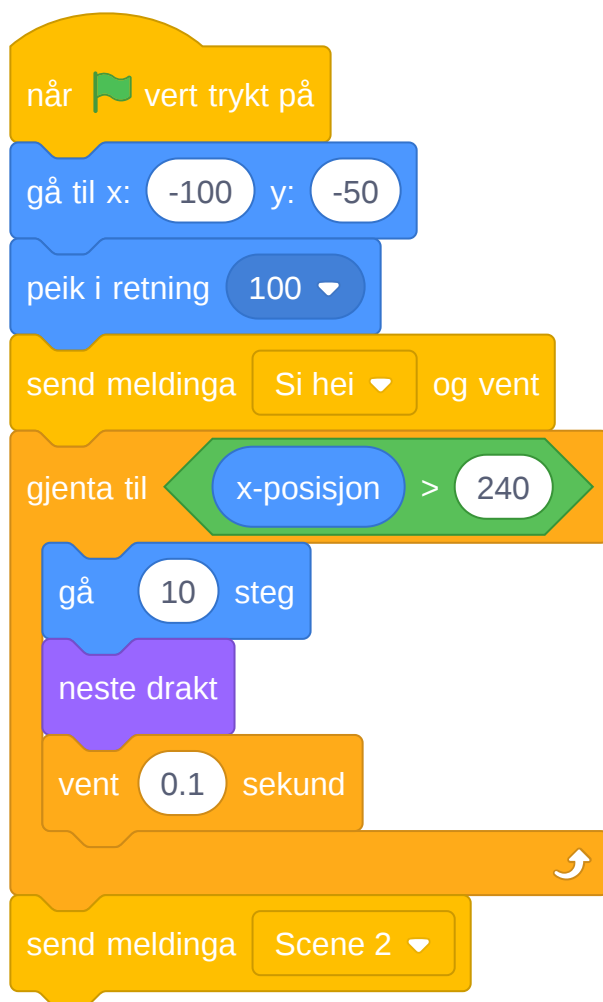 når vert trykt på
gå til x: -100 y: -50
peik i retning 100
send meldinga Si hei og vent
gjenta til x-posisjon > 240
gå 10 steg
neste drakt
vent 0.1 sekund
send meldinga Scene 2